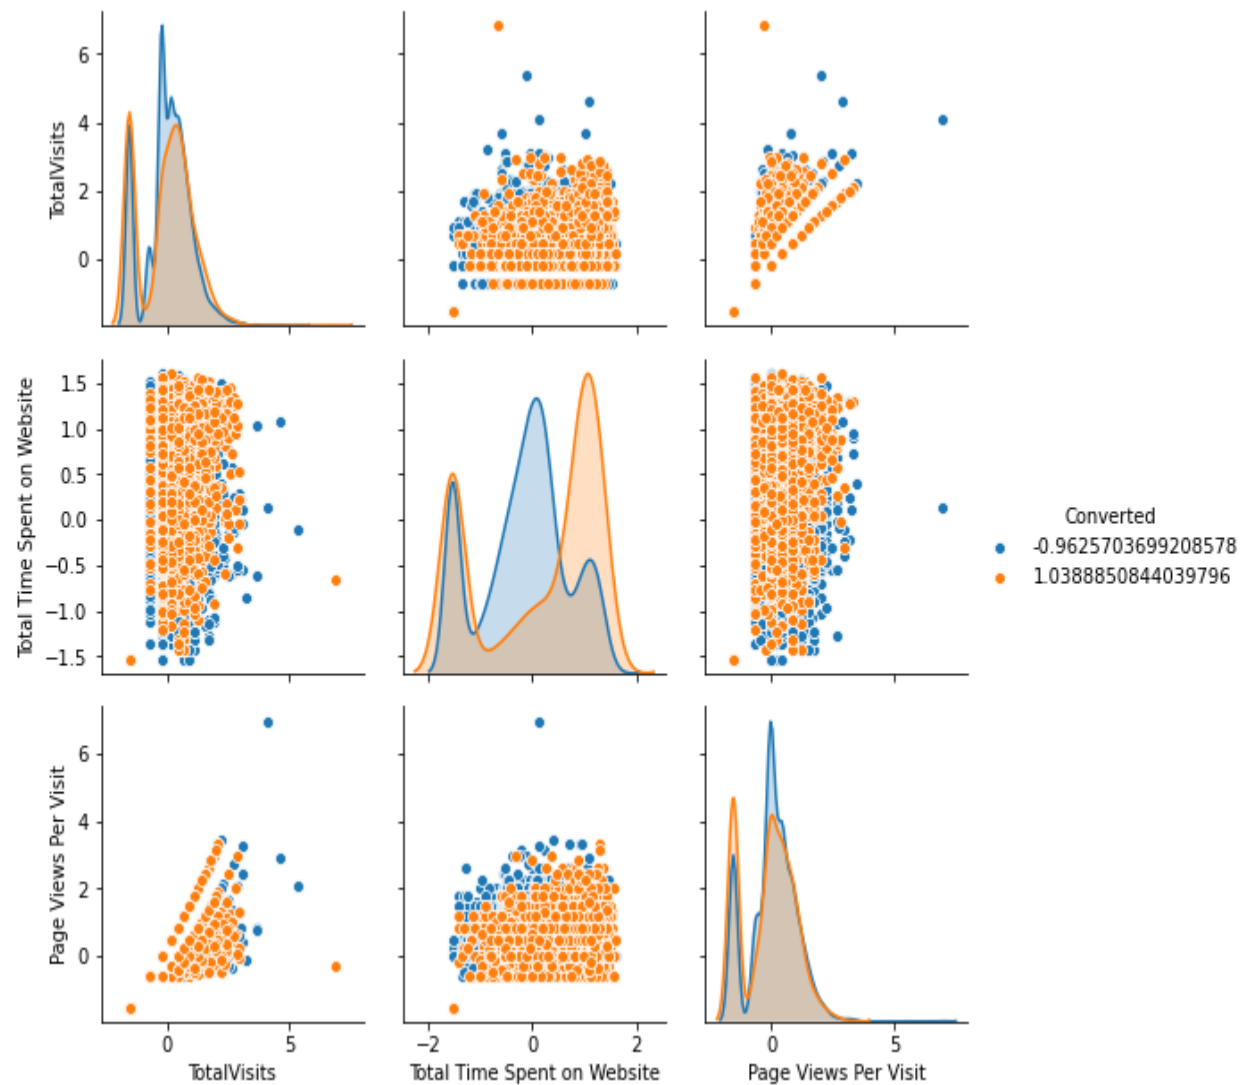 6
4
2
0
TotalVisits
1.5
1.0
0.5
0.0
−0.5
−1.0
−1.5
Total Time Spent on Website
Converted
-0.9625703699208578
1.0388850844039796
6
4
2
0
Page Views Per Visit
0 5
TotalVisits
−2 0 2
Total Time Spent on Website
0 5
Page Views Per Visit